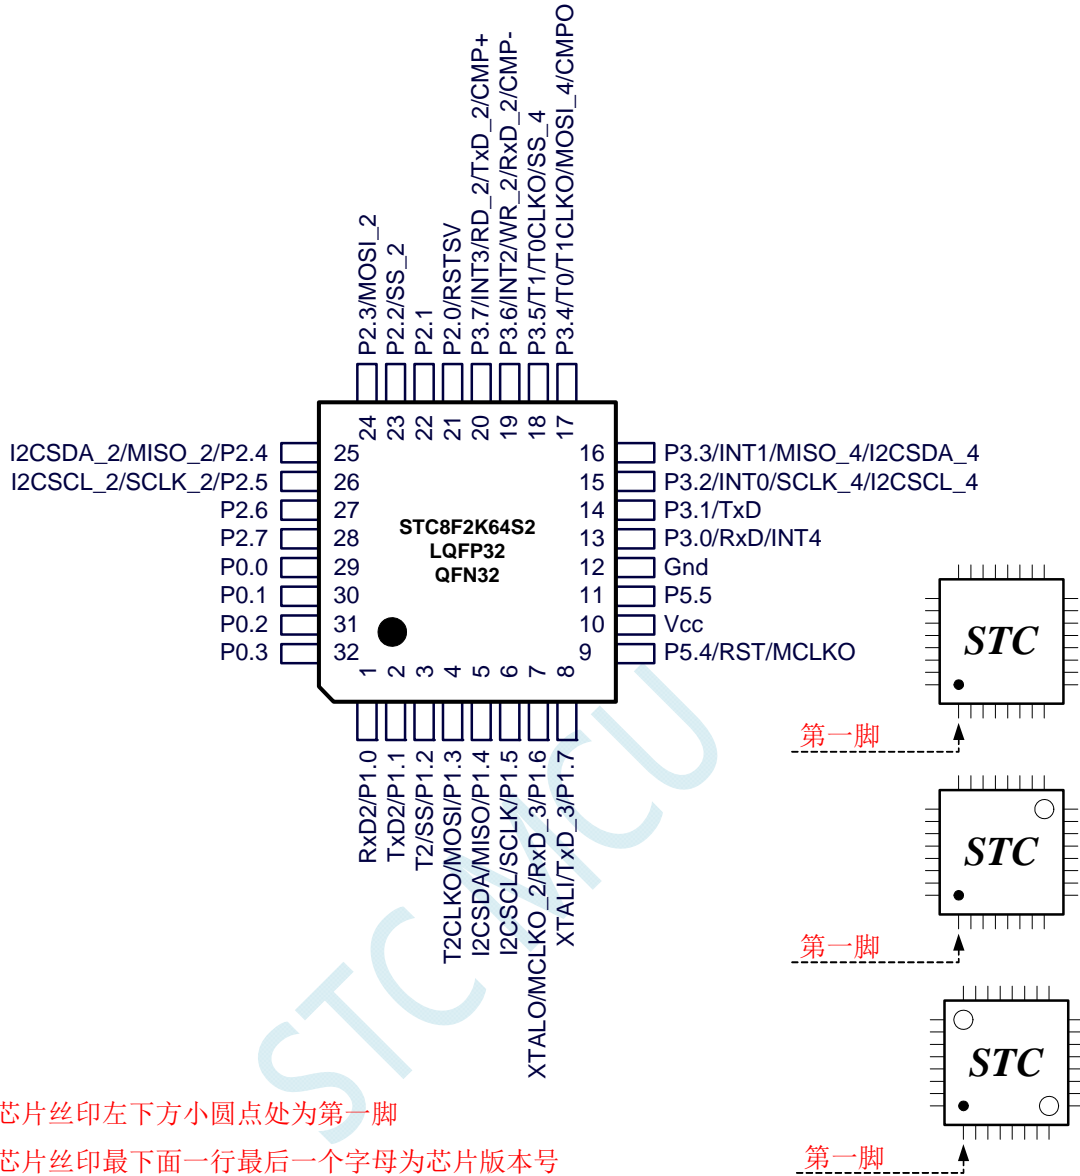 P2.3/MOSI_2
P2.2/SS_2
P2.1
P2.0/RSTSV
P3.7/INT3/RD_2/TxD_2/CMP+
P3.6/INT2/WR_2/RxD_2/CMP-
P3.5/T1/T0CLKO/SS_4
P3.4/T0/T1CLKO/MOSI_4/CMPO
24
23
22
21
20
19
18
17
I2CSDA_2/MISO_2/P2.4
25
I2CSCL_2/SCLK_2/P2.5
26
P2.6
27
P2.7
28
P0.0
29
P0.1
30
P0.2
31
P0.3
32
STC8F2K64S2
LQFP32
QFN32
16
P3.3/INT1/MISO_4/I2CSDA_4
15
P3.2/INT0/SCLK_4/I2CSCL_4
14
P3.1/TxD
13
P3.0/RxD/INT4
12
Gnd
11
P5.5
10
Vcc
9
P5.4/RST/MCLKO
1
2
3
4
5
6
7
8
RxD2/P1.0
TxD2/P1.1
T2/SS/P1.2
T2CLKO/MOSI/P1.3
I2CSDA/MISO/P1.4
I2CSCL/SCLK/P1.5
XTALO/MCLKO_2/RxD_3/P1.6
XTALI/TxD_3/P1.7
STC
第一脚
STC
第一脚
STC
第一脚
STC MCU
芯片丝印左下方小圆点处为第一脚
芯片丝印最下面一行最后一个字母为芯片版本号